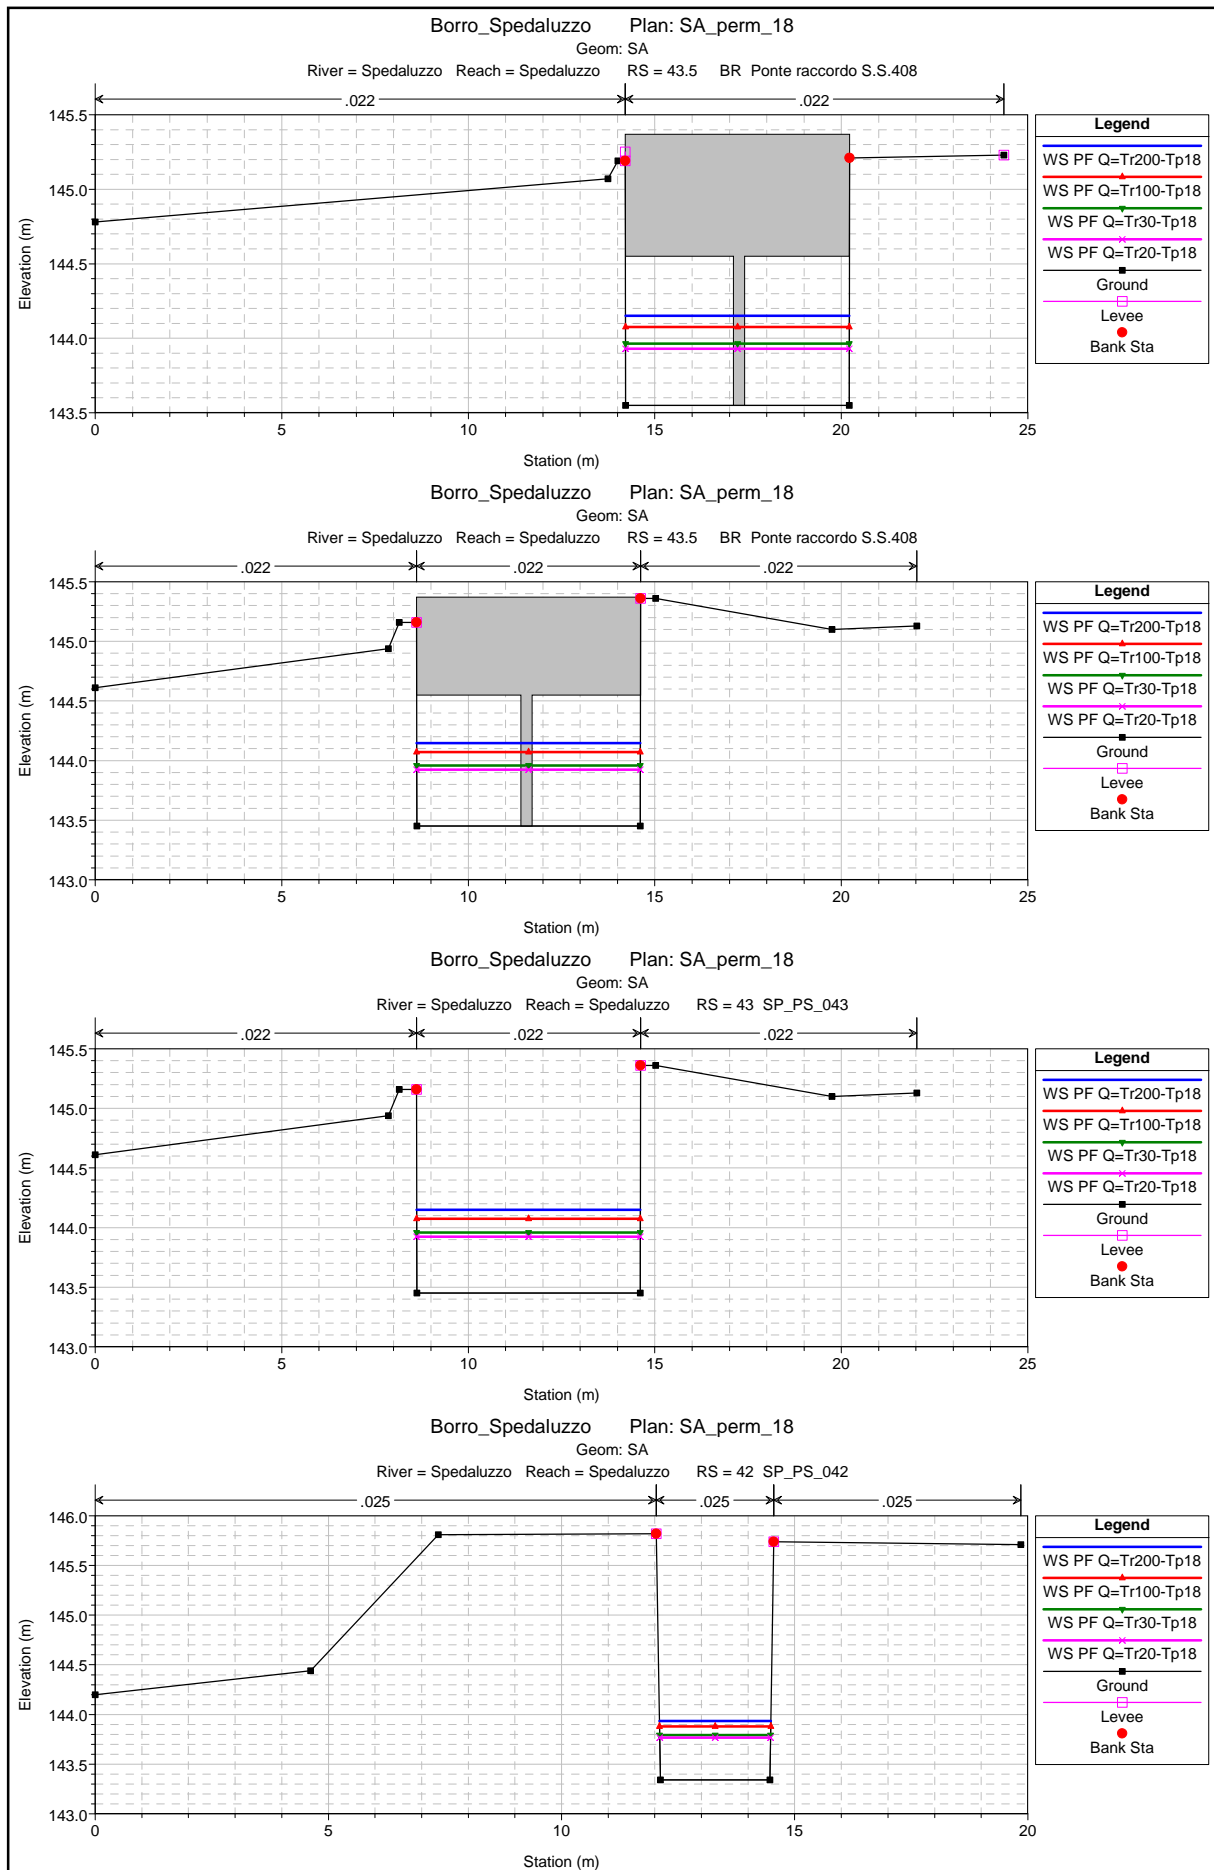 Borro_Spedaluzzo Plan: SA_perm_18
Geom: SA
River = Spedaluzzo Reach = Spedaluzzo RS = 43.5 BR Ponte raccordo S.S.408
.022 .022
145.5
145.0
144.5
144.0
143.5
Elevation (m)
0 5 10 15 20 25
Station (m)
Legend
WS PF Q=Tr200-Tp18
WS PF Q=Tr100-Tp18
WS PF Q=Tr30-Tp18
WS PF Q=Tr20-Tp18
Ground
Levee
Bank Sta
Borro_Spedaluzzo Plan: SA_perm_18
Geom: SA
River = Spedaluzzo Reach = Spedaluzzo RS = 43.5 BR Ponte raccordo S.S.408
.022 .022 .022
145.5
145.0
144.5
144.0
143.5
143.0
Elevation (m)
0 5 10 15 20 25
Station (m)
Legend
WS PF Q=Tr200-Tp18
WS PF Q=Tr100-Tp18
WS PF Q=Tr30-Tp18
WS PF Q=Tr20-Tp18
Ground
Levee
Bank Sta
Borro_Spedaluzzo Plan: SA_perm_18
Geom: SA
River = Spedaluzzo Reach = Spedaluzzo RS = 43 SP_PS_043
.022 .022 .022
145.5
145.0
144.5
144.0
143.5
143.0
Elevation (m)
0 5 10 15 20 25
Station (m)
Legend
WS PF Q=Tr200-Tp18
WS PF Q=Tr100-Tp18
WS PF Q=Tr30-Tp18
WS PF Q=Tr20-Tp18
Ground
Levee
Bank Sta
Borro_Spedaluzzo Plan: SA_perm_18
Geom: SA
River = Spedaluzzo Reach = Spedaluzzo RS = 42 SP_PS_042
.025 .025 .025
146.0
145.5
145.0
144.5
144.0
143.5
143.0
Elevation (m)
0 5 10 15 20
Station (m)
Legend
WS PF Q=Tr200-Tp18
WS PF Q=Tr100-Tp18
WS PF Q=Tr30-Tp18
WS PF Q=Tr20-Tp18
Ground
Levee
Bank Sta